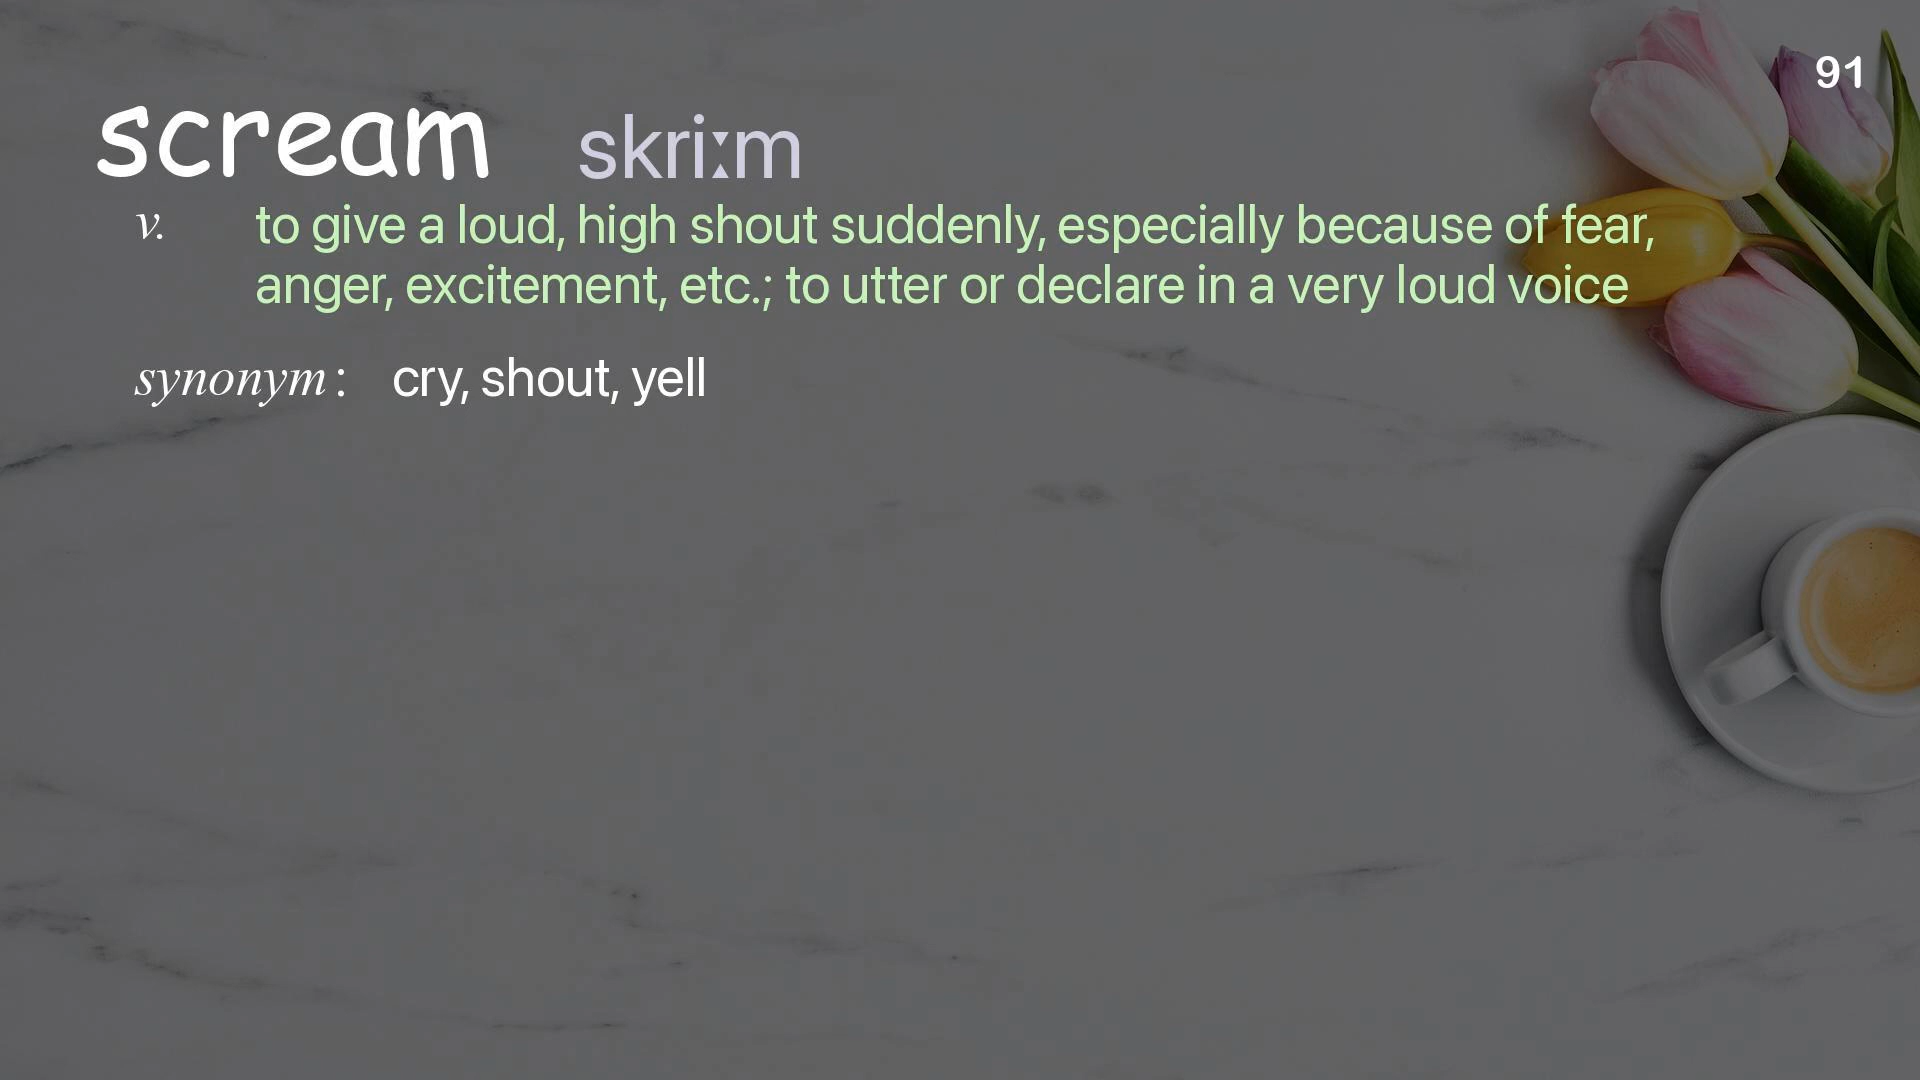 91
scream skriːm
v. to give a loud, high shout suddenly, especially because of fear,
anger, excitement, etc.; to utter or declare in a very loud voice
synonym: cry, shout, yell